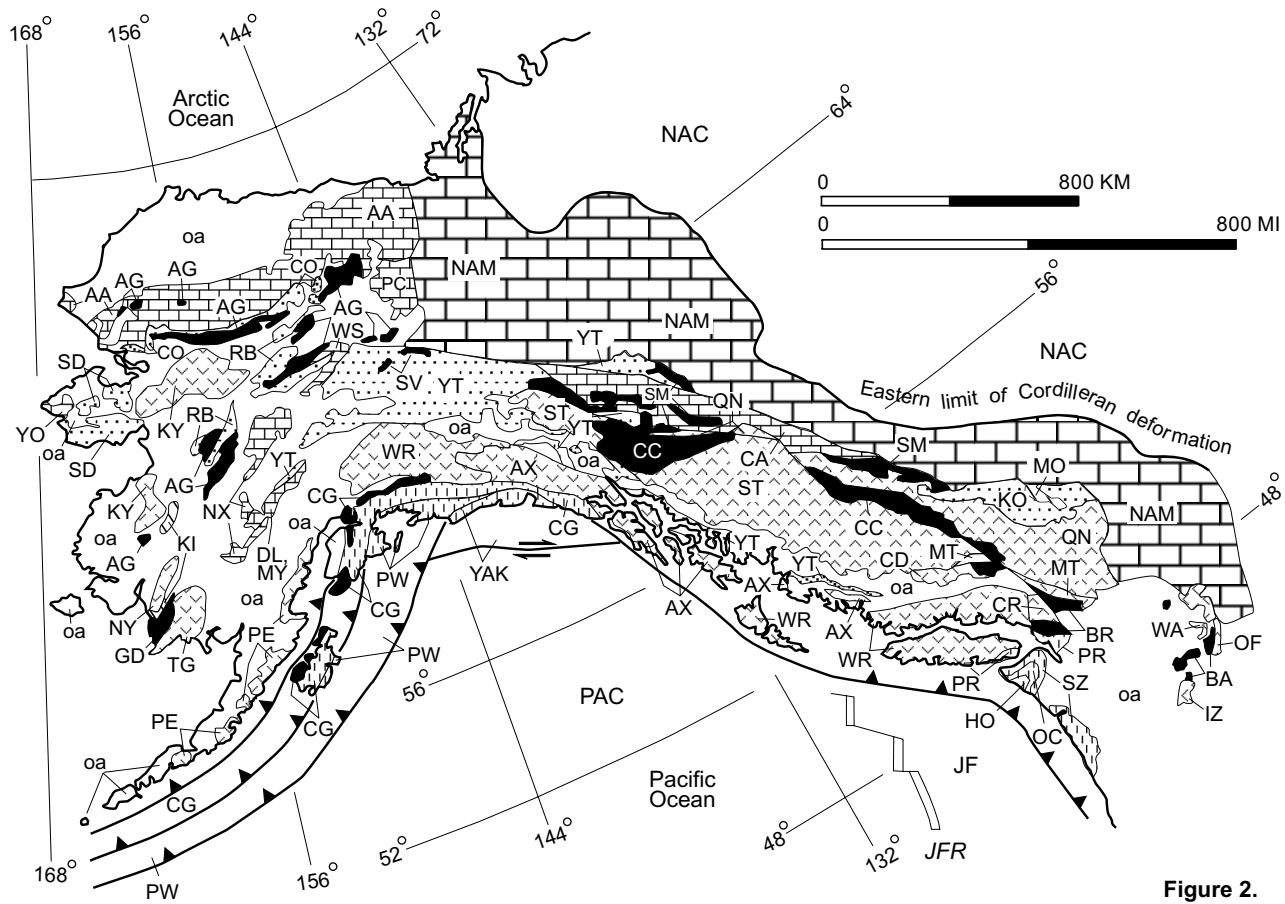 168°
156°
144°
132°
72°
Arctic
Ocean
NAC
64°
0 800 KM
0 800 MI
AA
oa
NAM
56°
CO
AG
AG
PC
AA
AG
AG
NAM
WS
YT
NAC
CO
RB
SD
SV
YT
Eastern limit of Cordilleran deformation
SM
QN
ST
YO
oa
KY
RB
oa
YT
SM
SD
WR
CC
CA
MO
YT
AX
oa
ST
KO
48°
AG
CG
NAM
KY
NX
oa
CC
QN
oa
KI
DL
CG
YT
MT
AG
MY
YAK
CD
MT
PW
YT
oa
oa
NY
oa
CG
AX
AX
CR
WA
OF
GD
TG
PE
WR
AX
BR
PW
WR
PR
BA
56°
PR
SZ
oa
PAC
IZ
PE
CG
HO
OC
oa
JF
CG
Pacific
Ocean
144°
48°
52°
132°
JFR
168°
156°
PW
Figure 2.